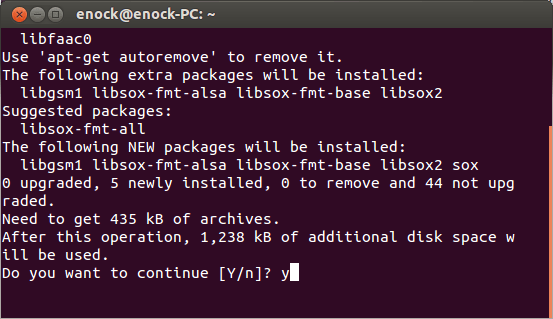 enock@enock-PC: ~
libfaac0
Use 'apt-get autoremove' to remove it.
The following extra packages will be installed:
libgsm1 libsox-fmt-alsa libsox-fmt-base libsox2
Suggested packages:
libsox-fmt-all
The following NEW packages will be installed:
libgsm1 libsox-fmt-alsa libsox-fmt-base libsox2 sox
0 upgraded, 5 newly installed, 0 to remove and 44 not upg
raded.
Need to get 435 kB of archives.
After this operation, 1,238 kB of additional disk space w
ill be used.
Do you want to continue [Y/n]? y